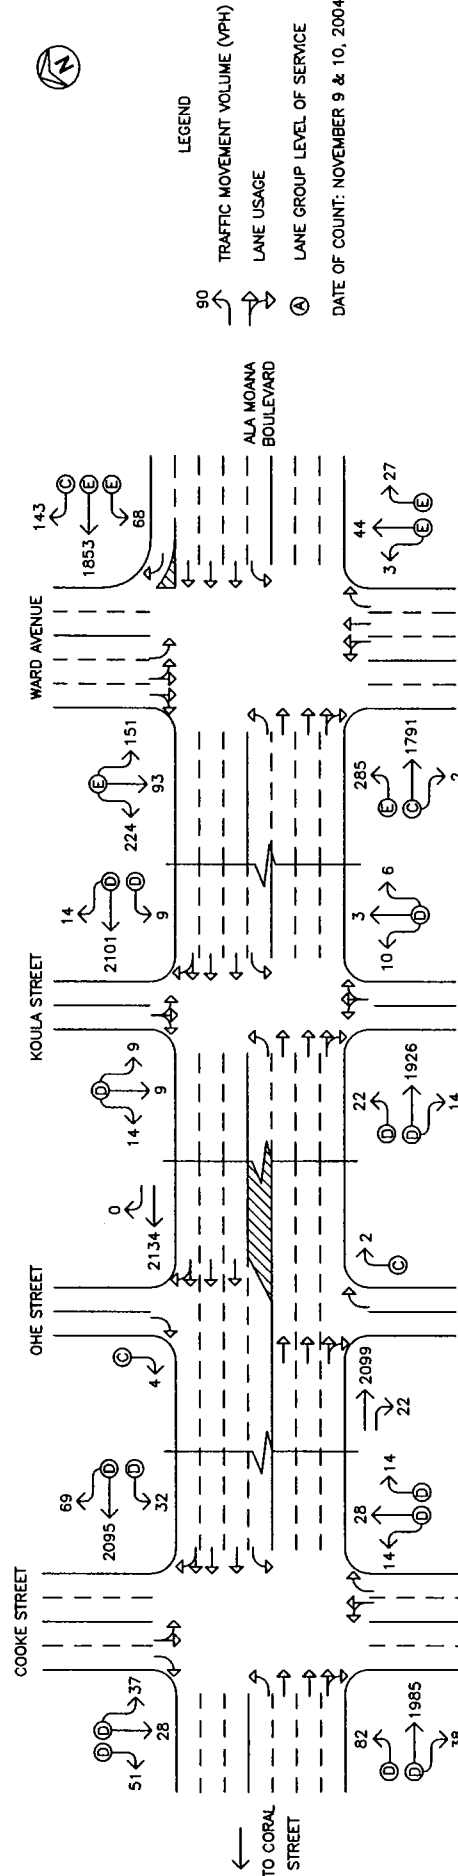 COOKE STREET
OHE STREET
KOULA STREET
WARD AVENUE
ALA MOANA
BOULEVARD
TO CORAL
STREET
51
28
37
69
2095
32
4
0
2134
14
9
9
14
2101
9
224
93
151
143
1853
68
82
1985
38
14
28
14
2099
22
2
22
1926
14
10
3
6
285
1791
2
3
44
27
D D
D D
C
D
D D
E
C E E
D D
D D
C
D D
D
E C
E E
N
LEGEND
90
TRAFFIC MOVEMENT VOLUME (VPH)
LANE USAGE
A LANE GROUP LEVEL OF SERVICE
DATE OF COUNT: NOVEMBER 9 & 10, 2004